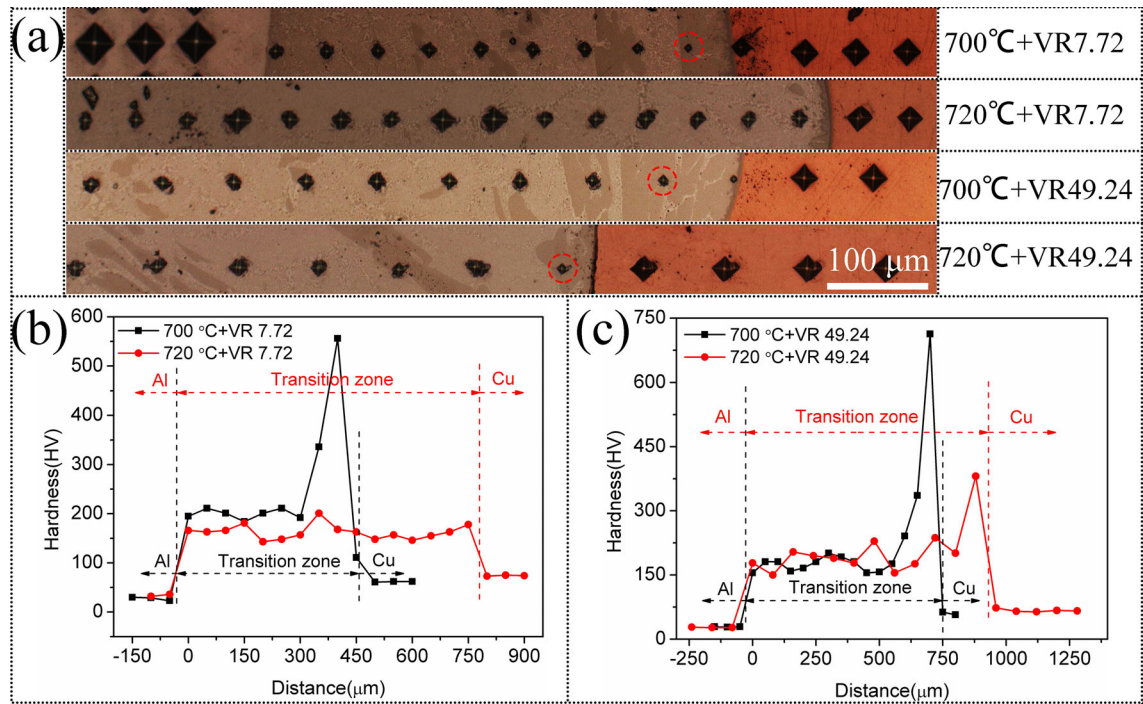 (a)
700℃+VR7.72
720℃+VR7.72
700℃+VR49.24
720℃+VR49.24
100 μm
(b)
600
500
400
300
200
100
0
Hardness(HV)
700 °C+VR 7.72
720 °C+VR 7.72
Al
Transition zone
Cu
Al
Transition zone
Cu
-150 0 150 300 450 600 750 900
Distance(μm)
(c)
750
600
450
300
150
0
Hardness(HV)
700 °C+VR 49.24
720 °C+VR 49.24
Al
Transition zone
Cu
Al
Transition zone
Cu
-250 0 250 500 750 1000 1250
Distance(μm)